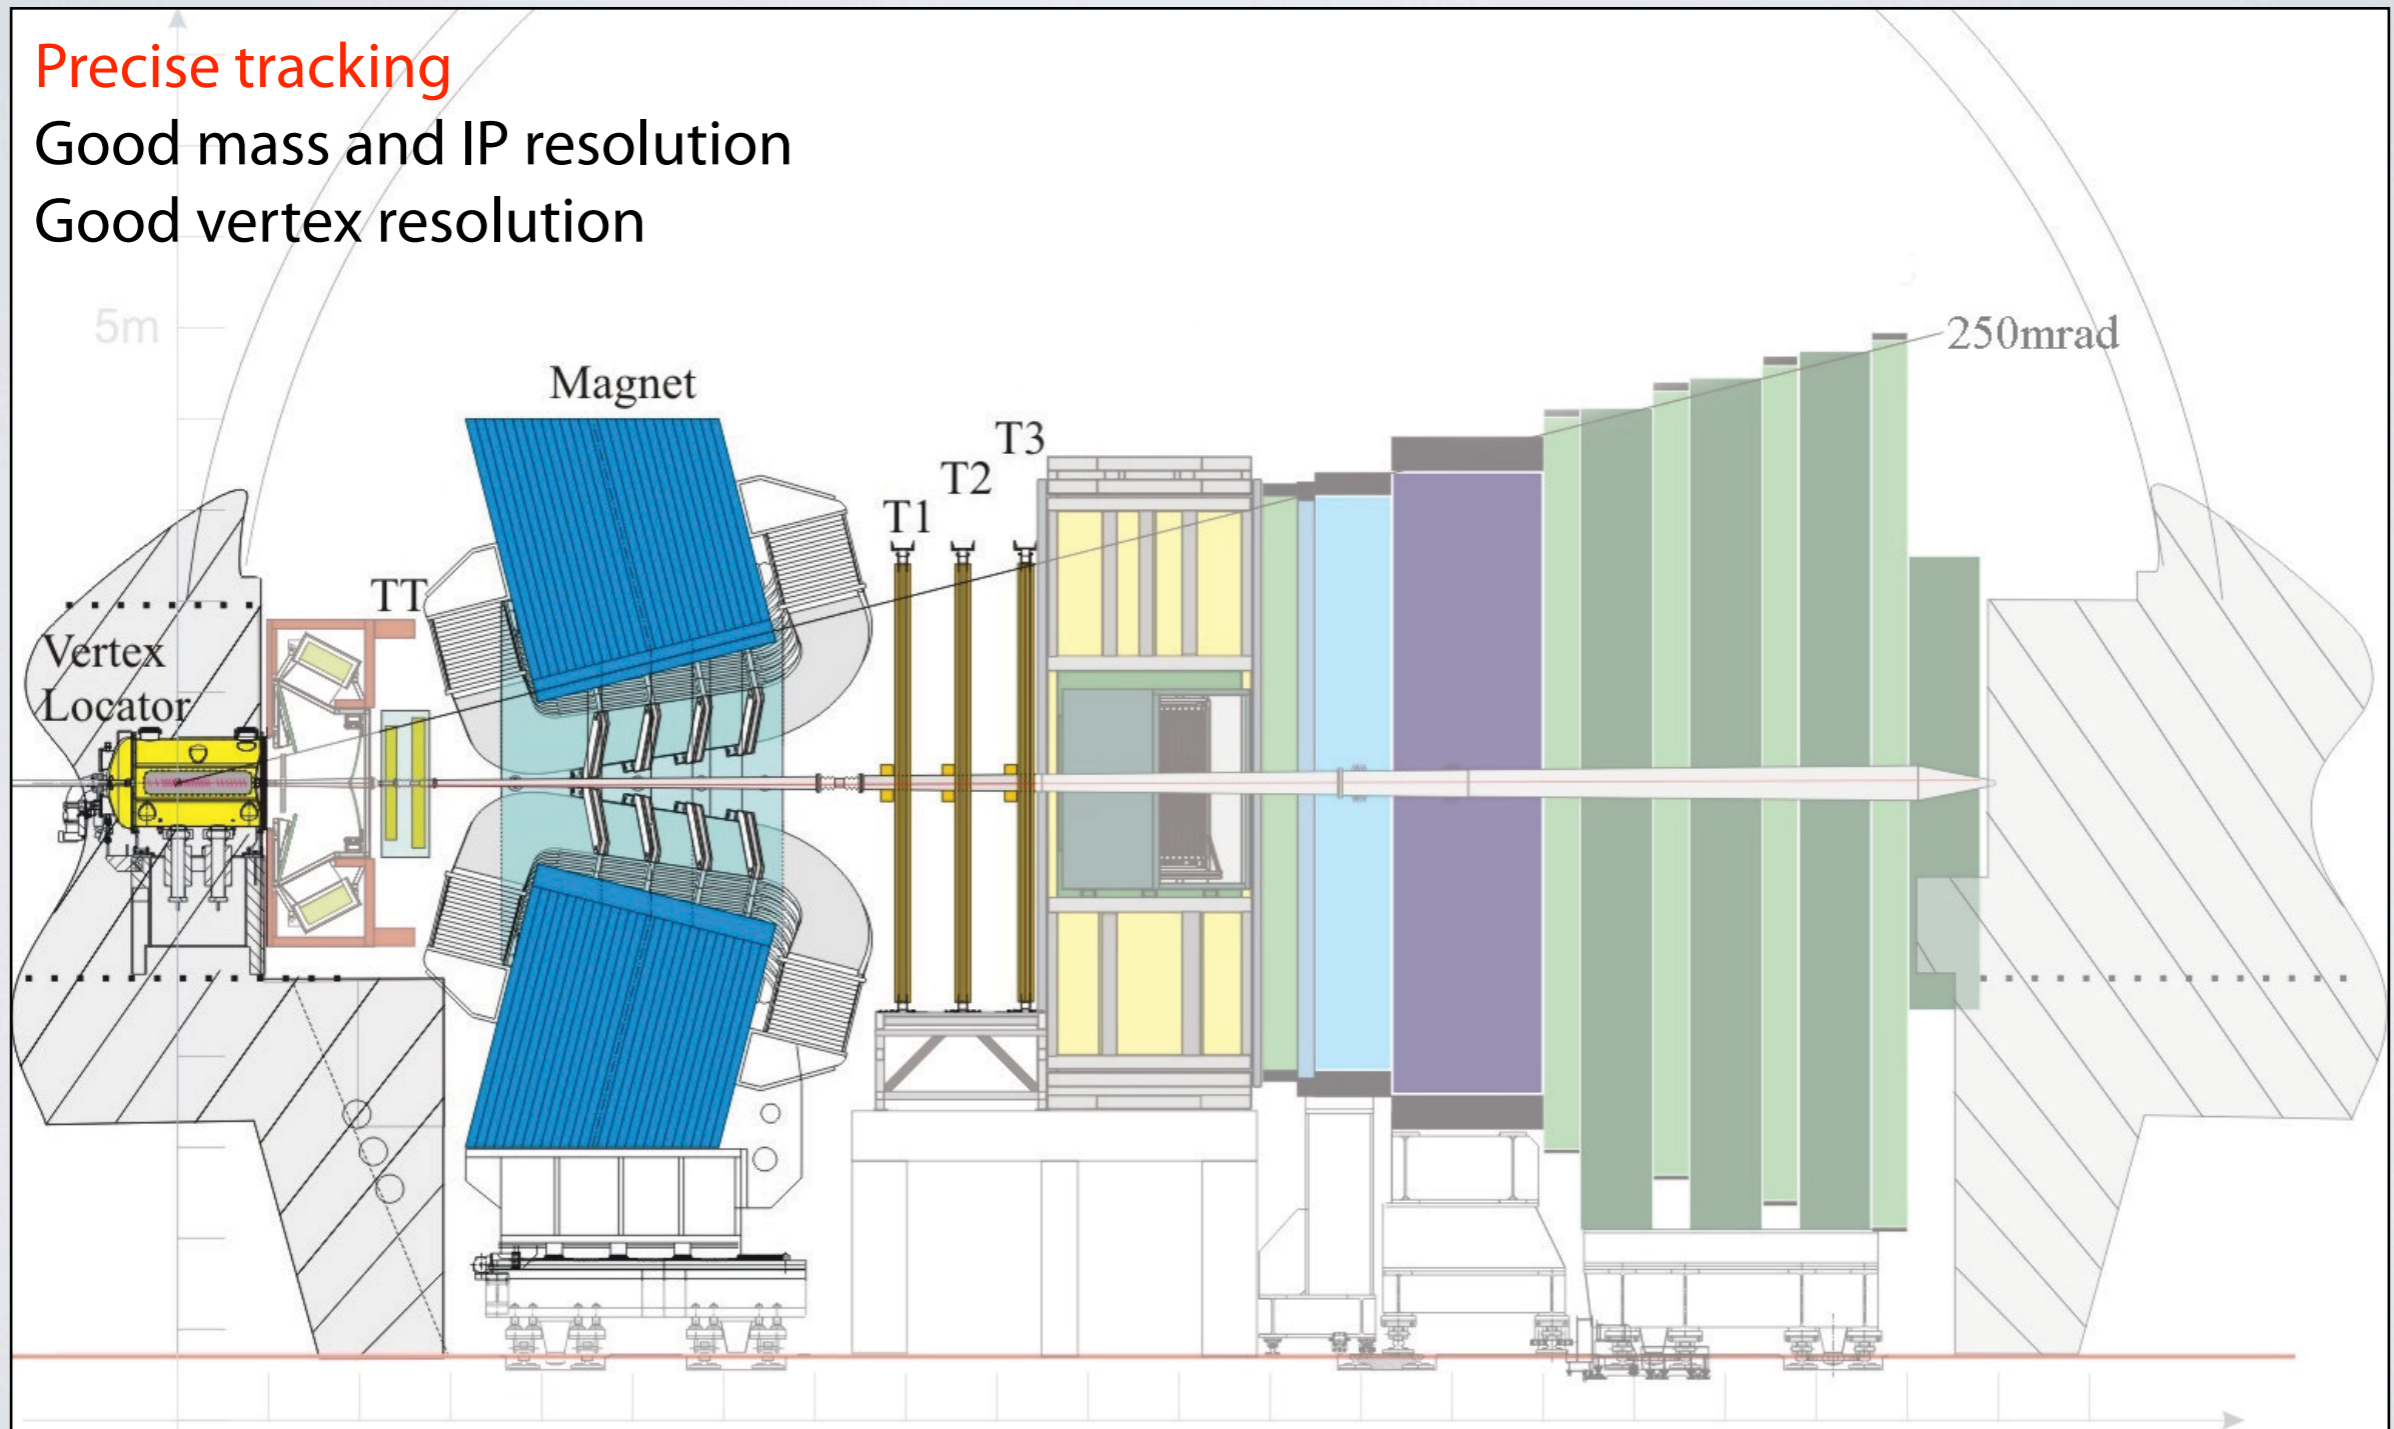 Precise tracking
Good mass and IP resolution
Good vertex resolution
5m
250mrad
Magnet
T3
T2
T1
TT
Vertex
Locator